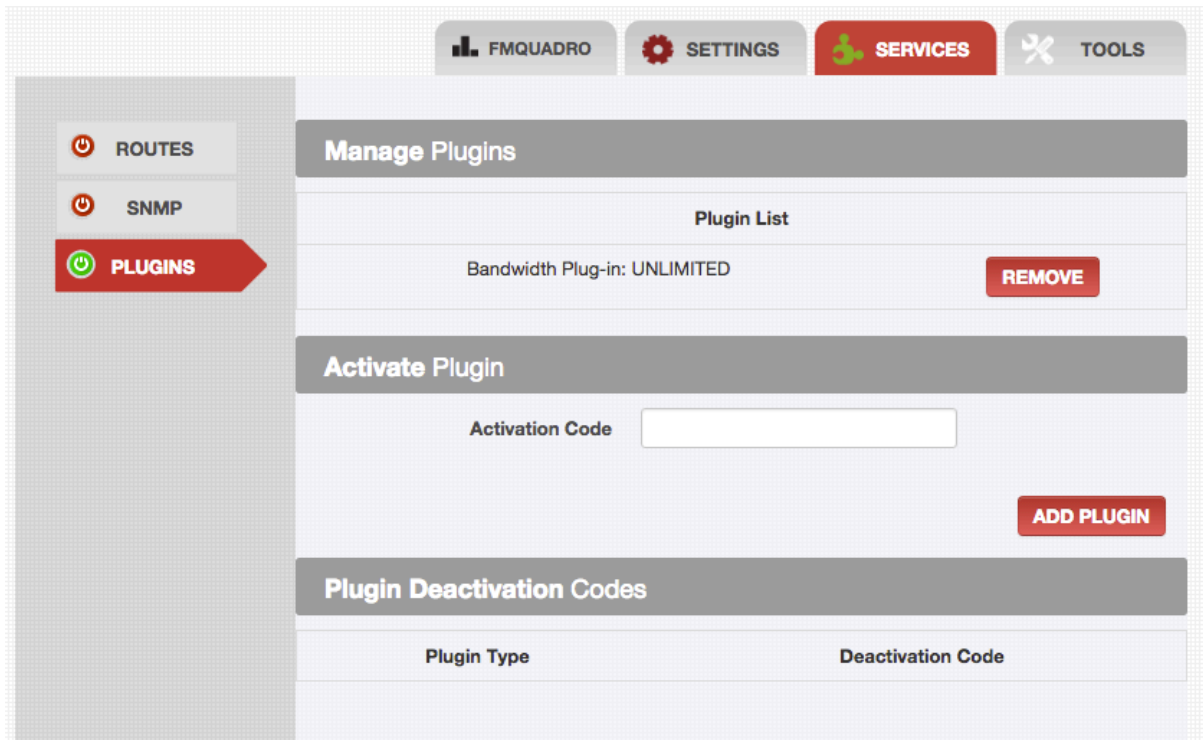 FMQUADRO
SETTINGS
SERVICES
TOOLS
ROUTES
SNMP
PLUGINS
Manage Plugins
Plugin List
Bandwidth Plug-in: UNLIMITED
REMOVE
Activate Plugin
Activation Code
ADD PLUGIN
Plugin Deactivation Codes
Plugin Type
Deactivation Code